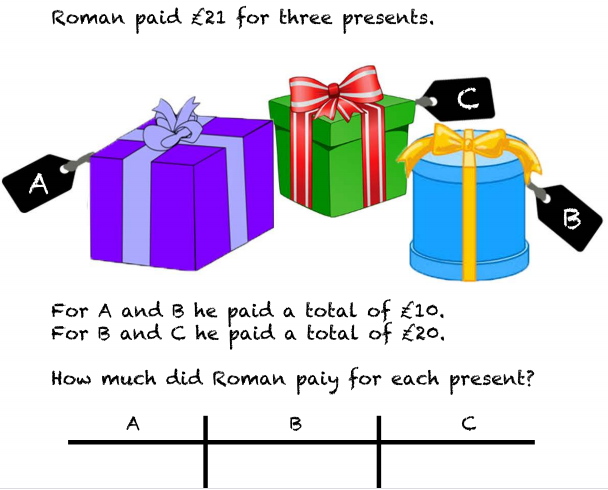 Roman paid £21 for three presents.
C
A
B
For A and B he paid a total of £10.
For B and C he paid a total of £20.
How much did Roman paiy for each present?
A B C